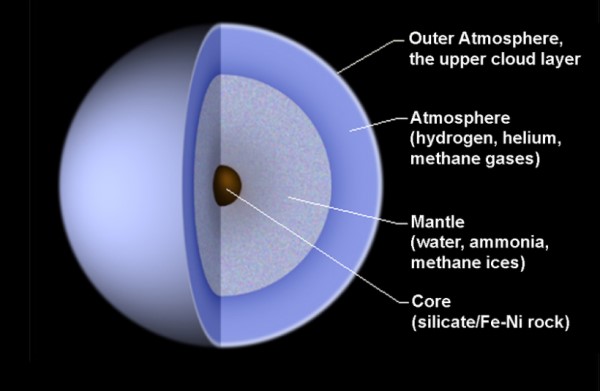 Outer Atmosphere,
the upper cloud layer
Atmosphere
(hydrogen, helium,
methane gases)
Mantle
(water, ammonia,
methane ices)
Core
(silicate/Fe-Ni rock)